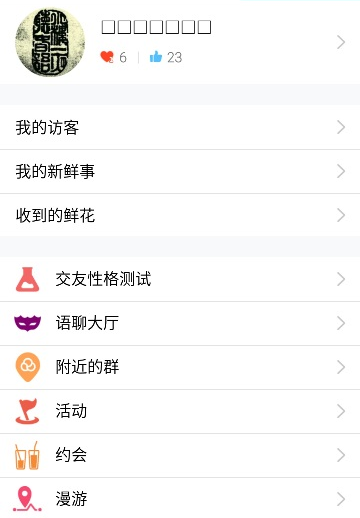 □□□□□□□
6 23
我的访客
我的新鲜事
收到的鲜花
交友性格测试
语聊大厅
附近的群
活动
约会
漫游